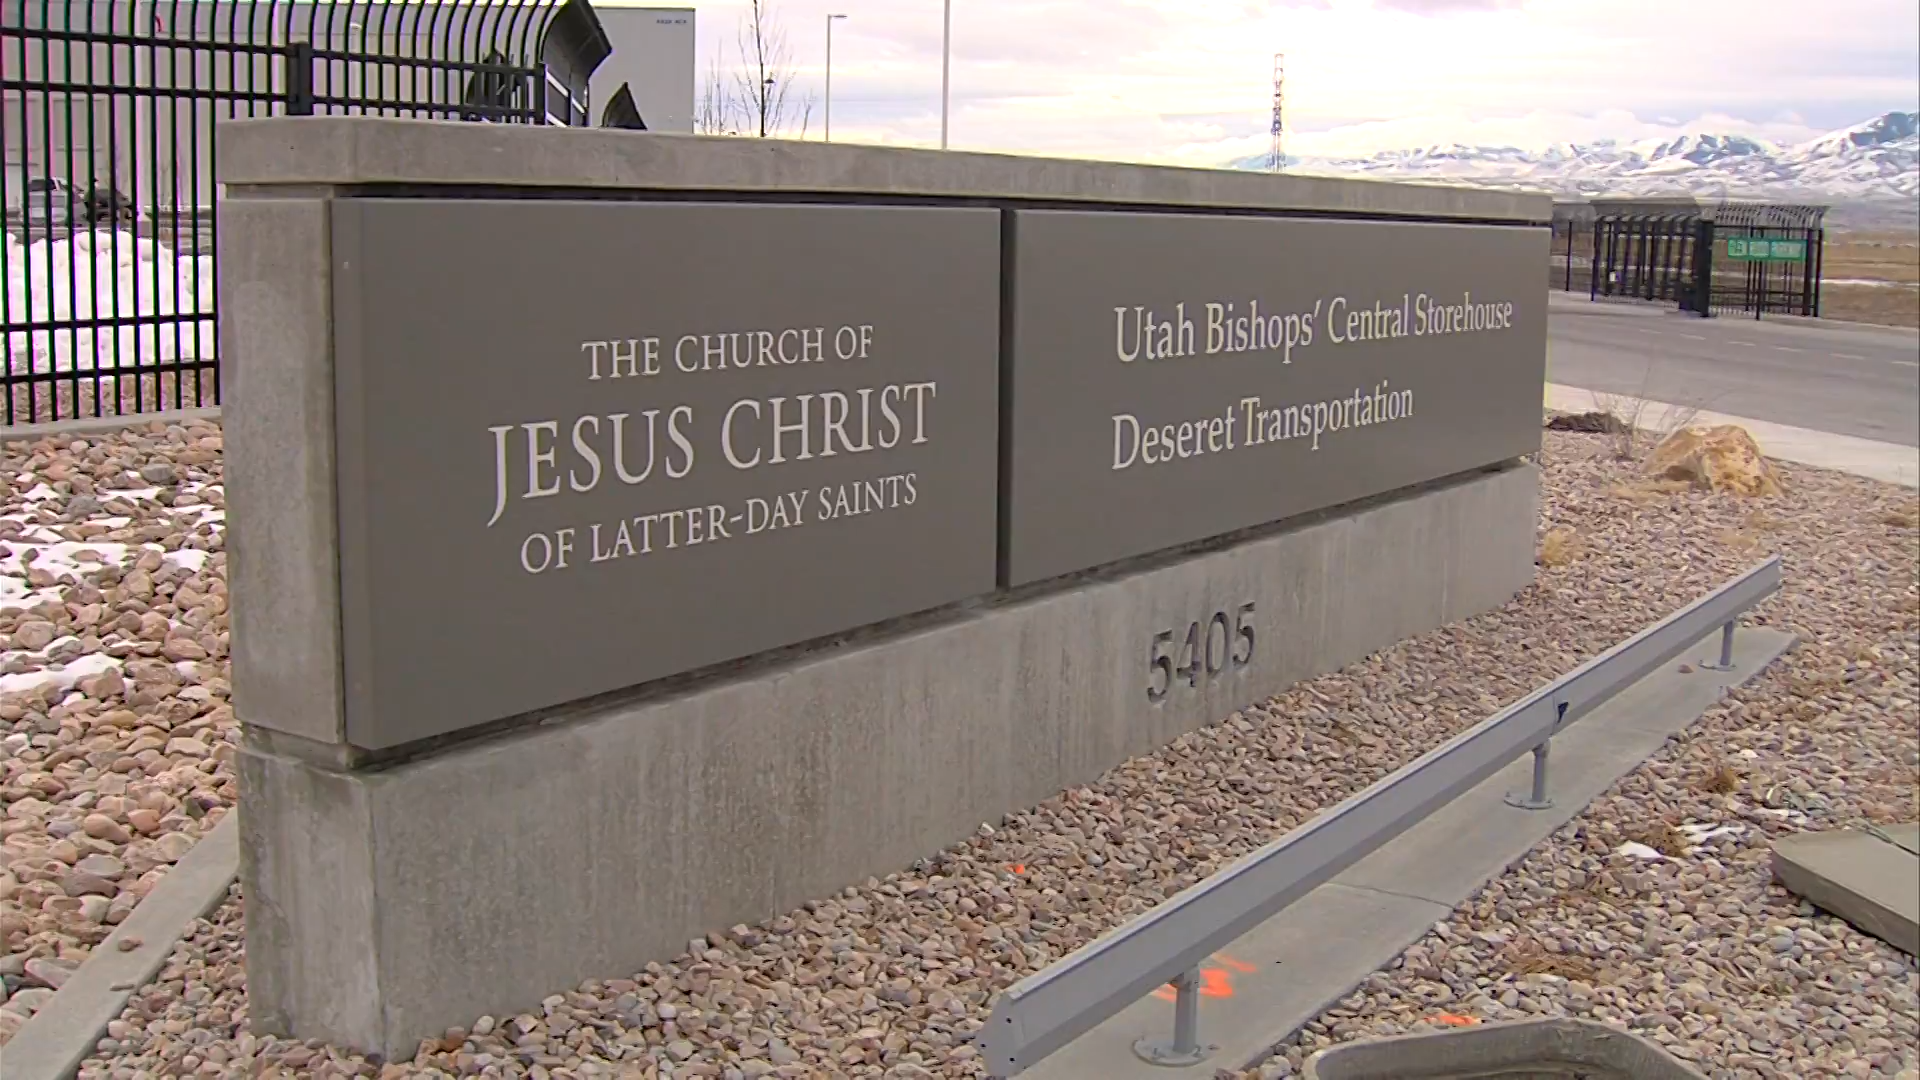 THE CHURCH OF
JESUS CHRIST
OF LATTER-DAY SAINTS
Utah Bishops' Central Storehouse
Deseret Transportation
5405